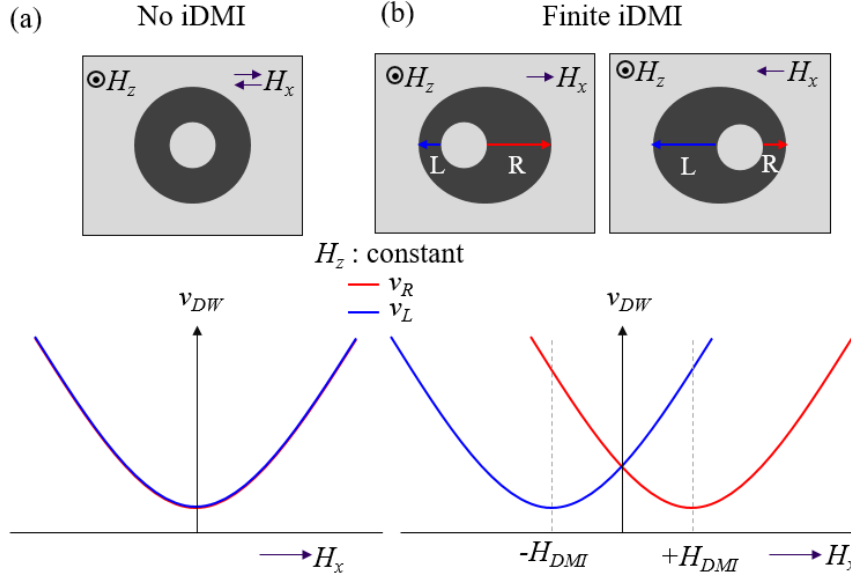 (a) No iDMI
(b) Finite iDMI
H_z H_x
H_z H_x
L R
H_z H_x
L R
H_z : constant
v_R
v_L
v_DW
v_DW
H_x
-H_DMI +H_DMI H_x